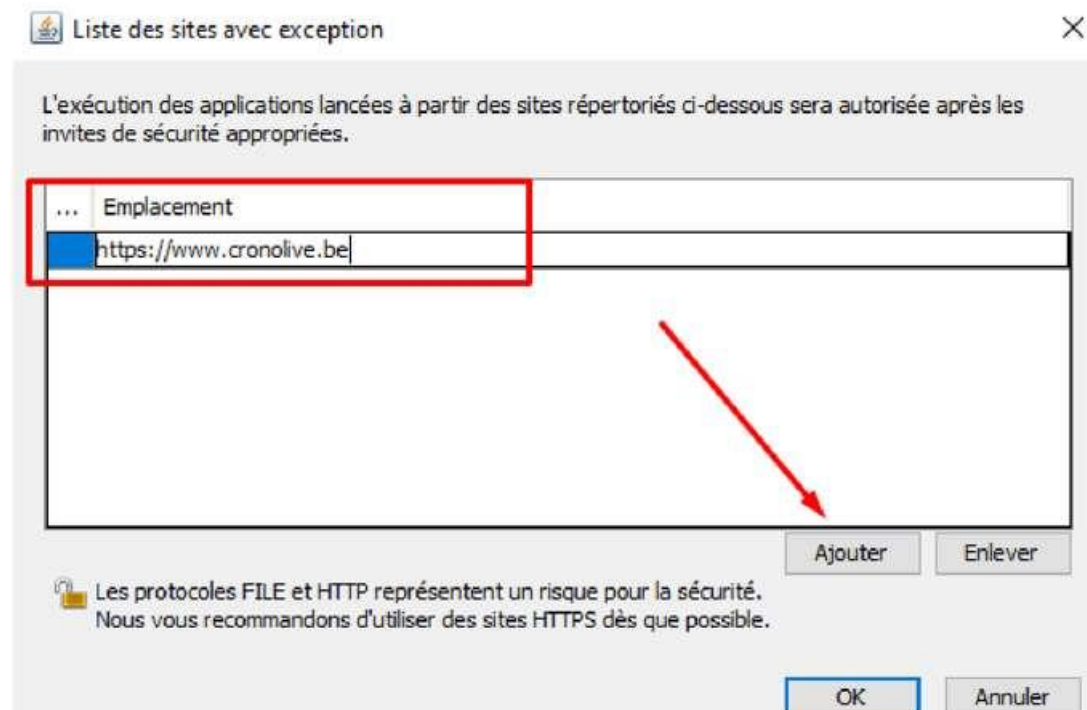 Liste des sites avec exception
L'exécution des applications lancées à partir des sites répertoriés ci-dessous sera autorisée après les
invites de sécurité appropriées.
... Emplacement
https://www.cronolive.be
Ajouter Enlever
Les protocoles FILE et HTTP représentent un risque pour la sécurité.
Nous vous recommandons d'utiliser des sites HTTPS dès que possible.
OK Annuler